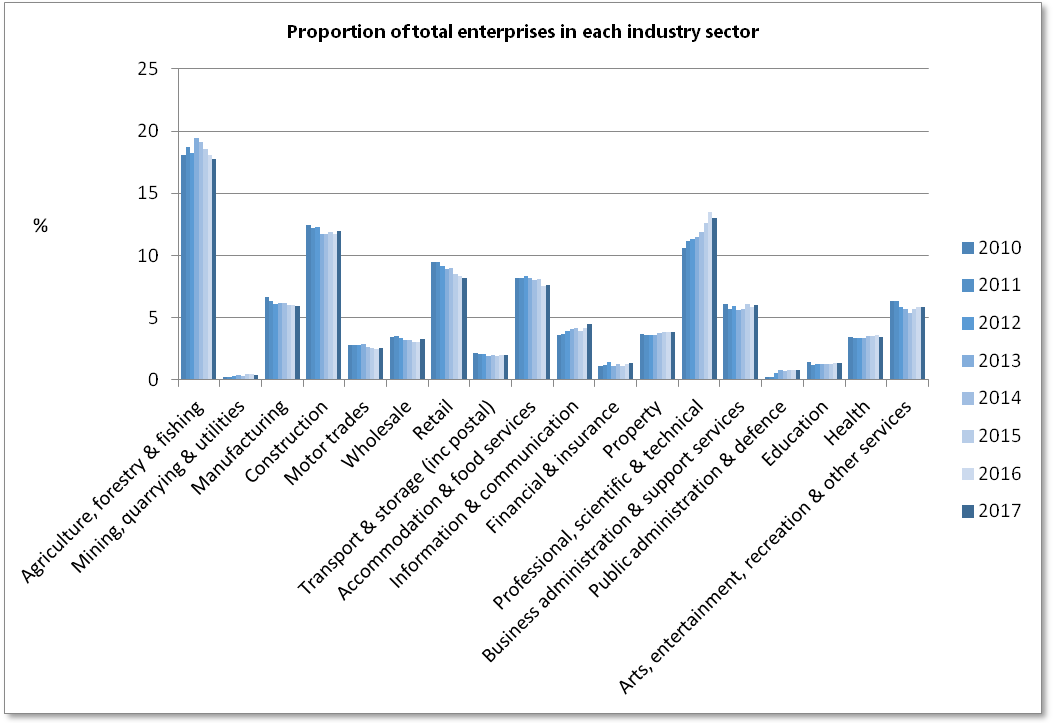 Proportion of total enterprises in each industry sector
25
20
15
10
5
0
%
Agriculture, forestry & fishing
Mining, quarrying & utilities
Manufacturing
Construction
Motor trades
Wholesale
Retail
Transport & storage (inc postal)
Accommodation & food services
Information & communication
Financial & insurance
Property
Professional, scientific & technical
Business administration & support services
Public administration & defence
Education
Health
Arts, entertainment, recreation & other services
2010
2011
2012
2013
2014
2015
2016
2017